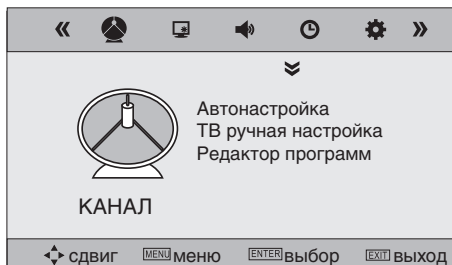 Автонастройка
ТВ ручная настройка
Редактор программ
КАНАЛ
сдвиг MENU меню ENTER выбор EXIT выход